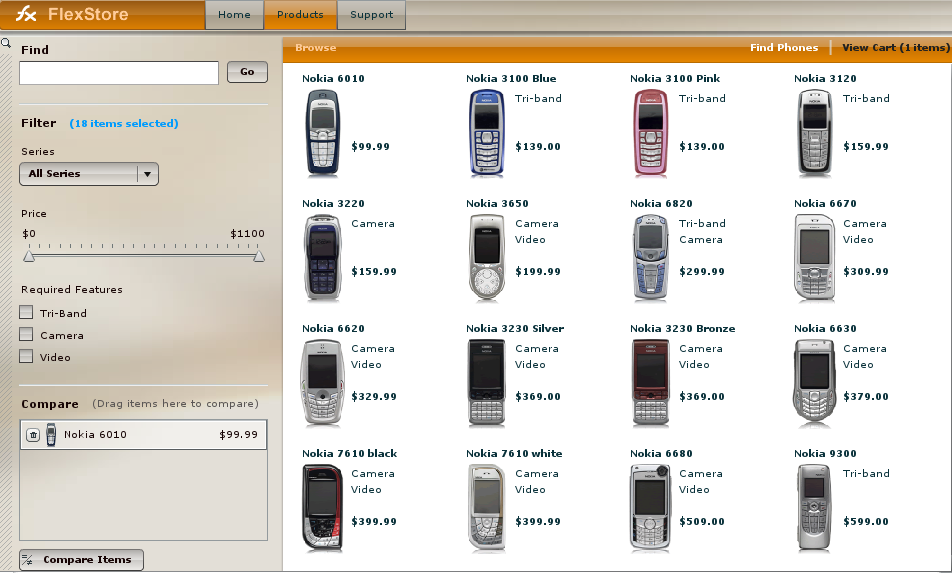 fx FlexStore
Home
Products
Support
Find
Go
Filter (18 items selected)
Series
All Series
Price
$0 $1100
Required Features
Tri-Band
Camera
Video
Compare (Drag items here to compare)
Nokia 6010 $99.99
Compare Items
Browse
Find Phones
View Cart (1 items)
Nokia 6010
$99.99
Nokia 3100 Blue
Tri-band
$139.00
Nokia 3100 Pink
Tri-band
$139.00
Nokia 3120
Tri-band
$159.99
Nokia 3220
Camera
$159.99
Nokia 3650
Camera
Video
$199.99
Nokia 6820
Tri-band
Camera
$299.99
Nokia 6670
Camera
Video
$309.99
Nokia 6620
Camera
Video
$329.99
Nokia 3230 Silver
Camera
Video
$369.00
Nokia 3230 Bronze
Camera
Video
$369.00
Nokia 6630
Camera
Video
$379.00
Nokia 7610 black
Camera
Video
$399.99
Nokia 7610 white
Camera
Video
$399.99
Nokia 6680
Camera
Video
$509.00
Nokia 9300
Tri-band
$599.00